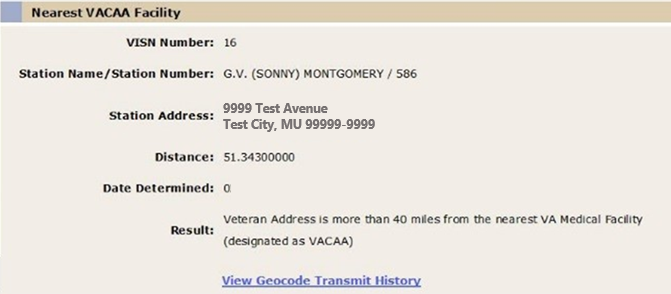 Nearest VACAA Facility
VISN Number: 16
Station Name/Station Number: G.V. (SONNY) MONTGOMERY / 586
Station Address: 9999 Test Avenue
Test City, MU 99999-9999
Distance: 51.34300000
Date Determined: 0
Result: Veteran Address is more than 40 miles from the nearest VA Medical Facility
(designated as VACAA)
View Geocode Transmit History